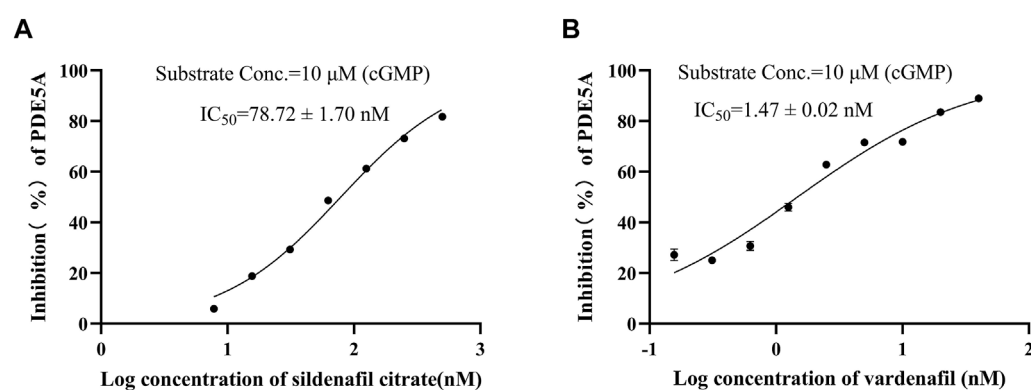 A
Substrate Conc.=10 μM (cGMP)
IC50=78.72 ± 1.70 nM
Inhibition( %) of PDE5A
100
80
60
40
20
0
0 1 2 3
Log concentration of sildenafil citrate(nM)
B
Substrate Conc.=10 μM (cGMP)
IC50=1.47 ± 0.02 nM
Inhibition( %) of PDE5A
100
80
60
40
20
0
-1 0 1 2
Log concentration of vardenafil (nM)